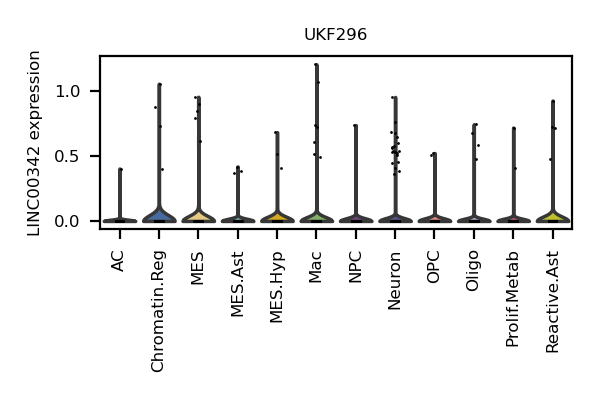 UKF296
LINC00342 expression
1.0
0.5
0.0
AC
Chromatin.Reg
MES
MES.Ast
MES.Hyp
Mac
NPC
Neuron
OPC
Oligo
Prolif.Metab
Reactive.Ast